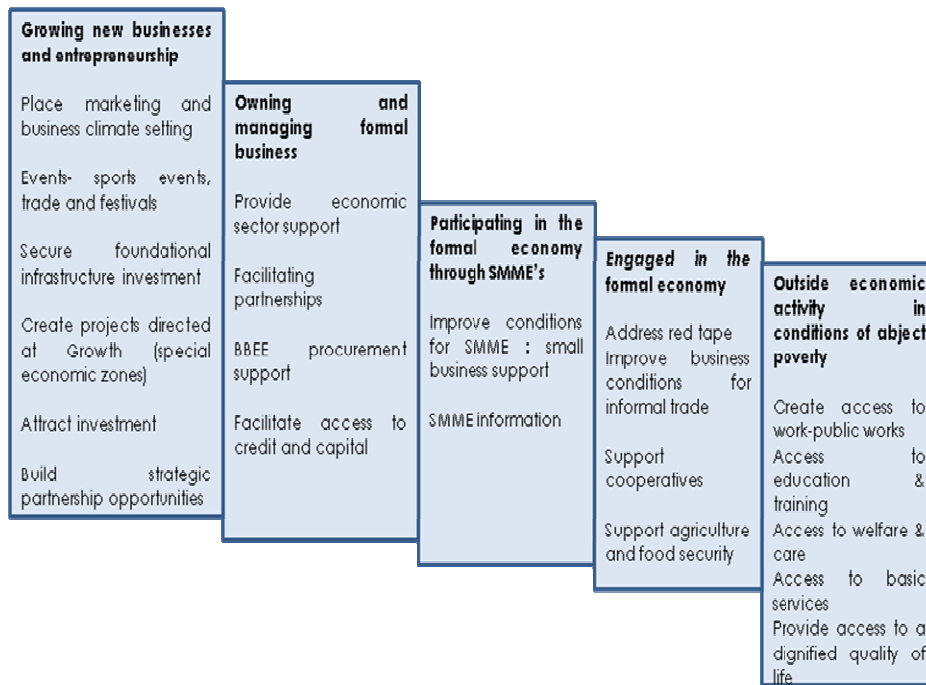 Growing new businesses
and entrepreneurship
Place marketing and
business climate setting
Events- sports events,
trade and festivals
Secure foundational
infrastructure investment
Create projects directed
at Growth (special
economic zones)
Attract investment
Build strategic
partnership opportunities
Owning and
managing formal
business
Provide economic
sector support
Facilitating
partnerships
BBEE procurement
support
Facilitate access to
credit and capital
Participating in the
formal economy
through SMME's
Improve conditions
for SMME : small
business support
SMME information
Engaged in the
formal economy
Address red tape
Improve business
conditions for
informal trade
Support
cooperatives
Support agriculture
and food security
Outside economic
activity in
conditions of abject
poverty
Create access to
work-public works
Access to
education &
training
Access to welfare &
care
Access to basic
services
Provide access to a
dignified quality of
life